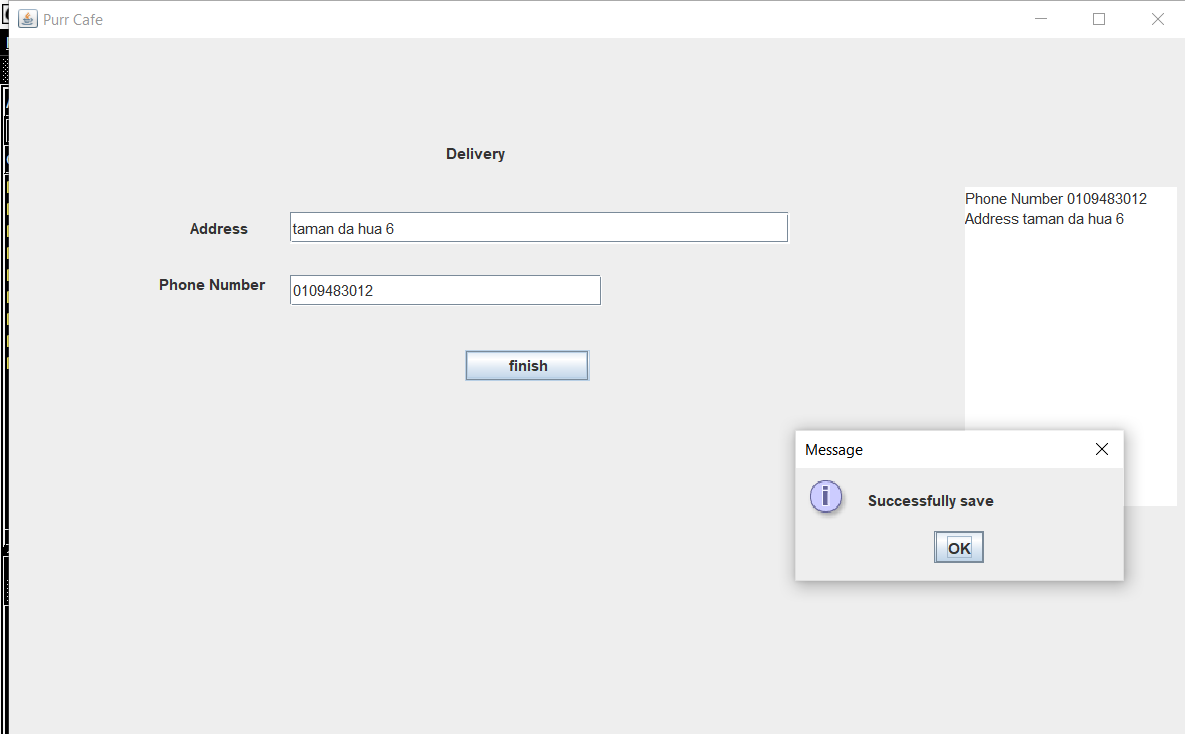 Purr Cafe
Delivery
Address
taman da hua 6
Phone Number
0109483012
finish
Phone Number 0109483012
Address taman da hua 6
Message
Successfully save
OK